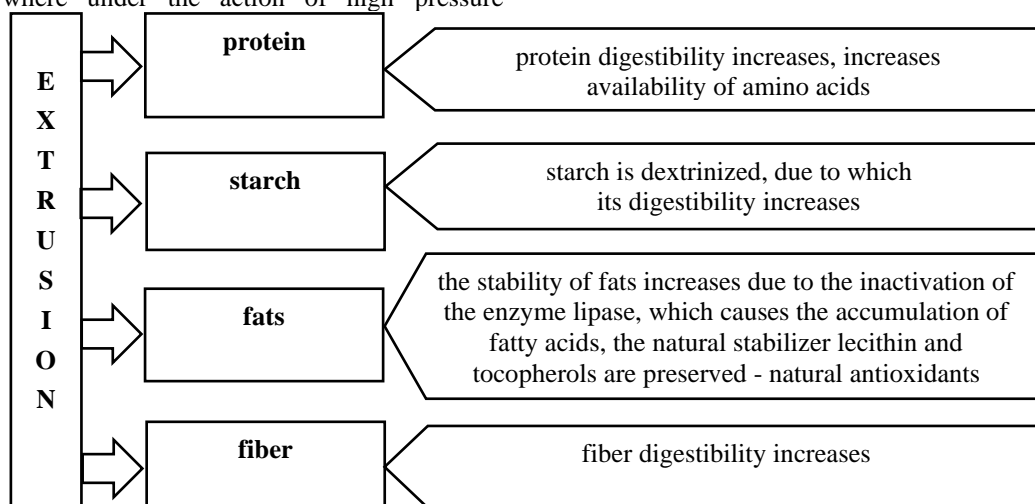 where under the action of high pressure
EXTRUSION
protein
protein digestibility increases, increases
availability of amino acids
starch
starch is dextrinized, due to which
its digestibility increases
fats
the stability of fats increases due to the inactivation of
the enzyme lipase, which causes the accumulation of
fatty acids, the natural stabilizer lecithin and
tocopherols are preserved - natural antioxidants
fiber
fiber digestibility increases